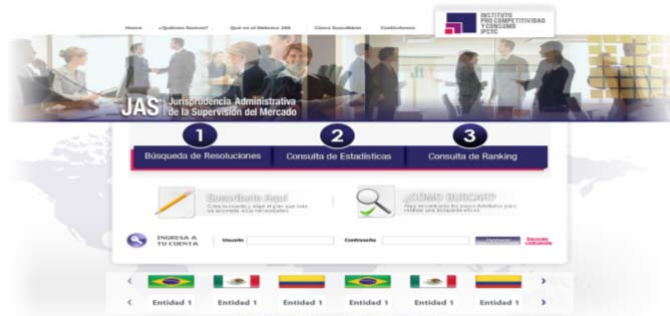 Home ¿Quiénes Somos? Qué es el Sistema JAS Cómo Suscribirse Contáctenos
INSTITUTO
PRO COMPETITIVIDAD
Y CONSUMO
IPCYC
JAS Jurisprudencia Administrativa
de la Supervisión del Mercado
1 2 3
Búsqueda de Resoluciones Consulta de Estadísticas Consulta de Ranking
Suscríbete Aquí ¿CÓMO BUSCAR?
INGRESA A
TU CUENTA
Usuario Contraseña
< >
< Entidad 1 Entidad 1 Entidad 1 Entidad 1 Entidad 1 Entidad 1 >